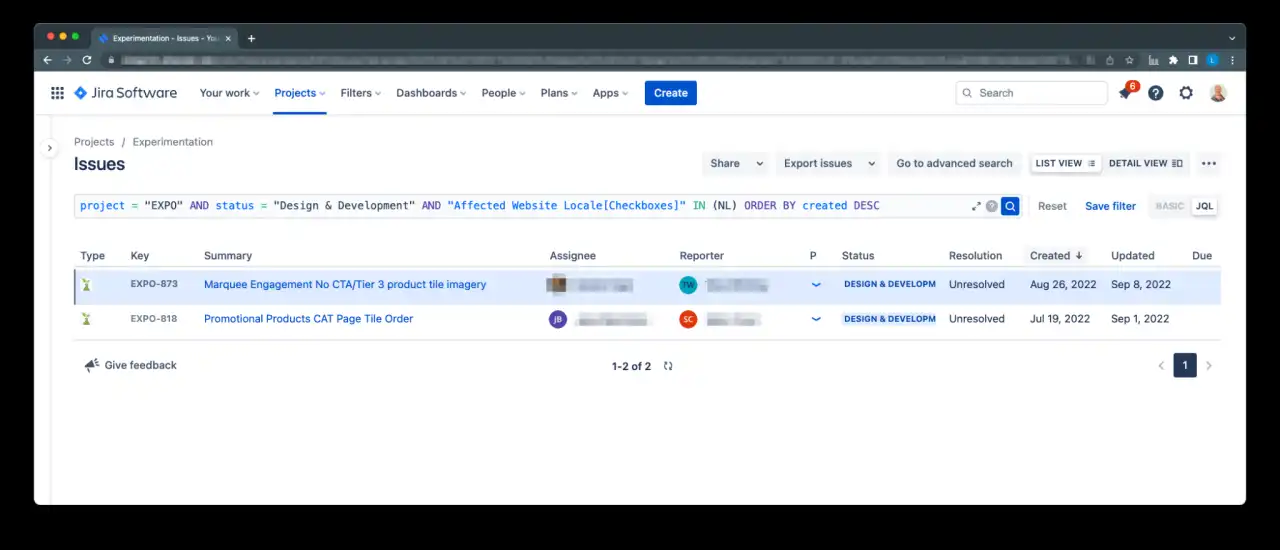 Experimentation - Issues - You
Jira Software Your work Projects Filters Dashboards People Plans Apps Create Search 6
Projects / Experimentation
Issues Share Export issues Go to advanced search LIST VIEW DETAIL VIEW
project = "EXPO" AND status = "Design & Development" AND "Affected Website Locale[Checkboxes]" IN (NL) ORDER BY created DESC Reset Save filter BASIC JQL
Type Key Summary Assignee Reporter P Status Resolution Created Updated Due
EXPO-873 Marquee Engagement No CTA/Tier 3 product tile imagery TW DESIGN & DEVELOPM Unresolved Aug 26, 2022 Sep 8, 2022
EXPO-818 Promotional Products CAT Page Tile Order JB SC DESIGN & DEVELOPM Unresolved Jul 19, 2022 Sep 1, 2022
Give feedback 1-2 of 2 1